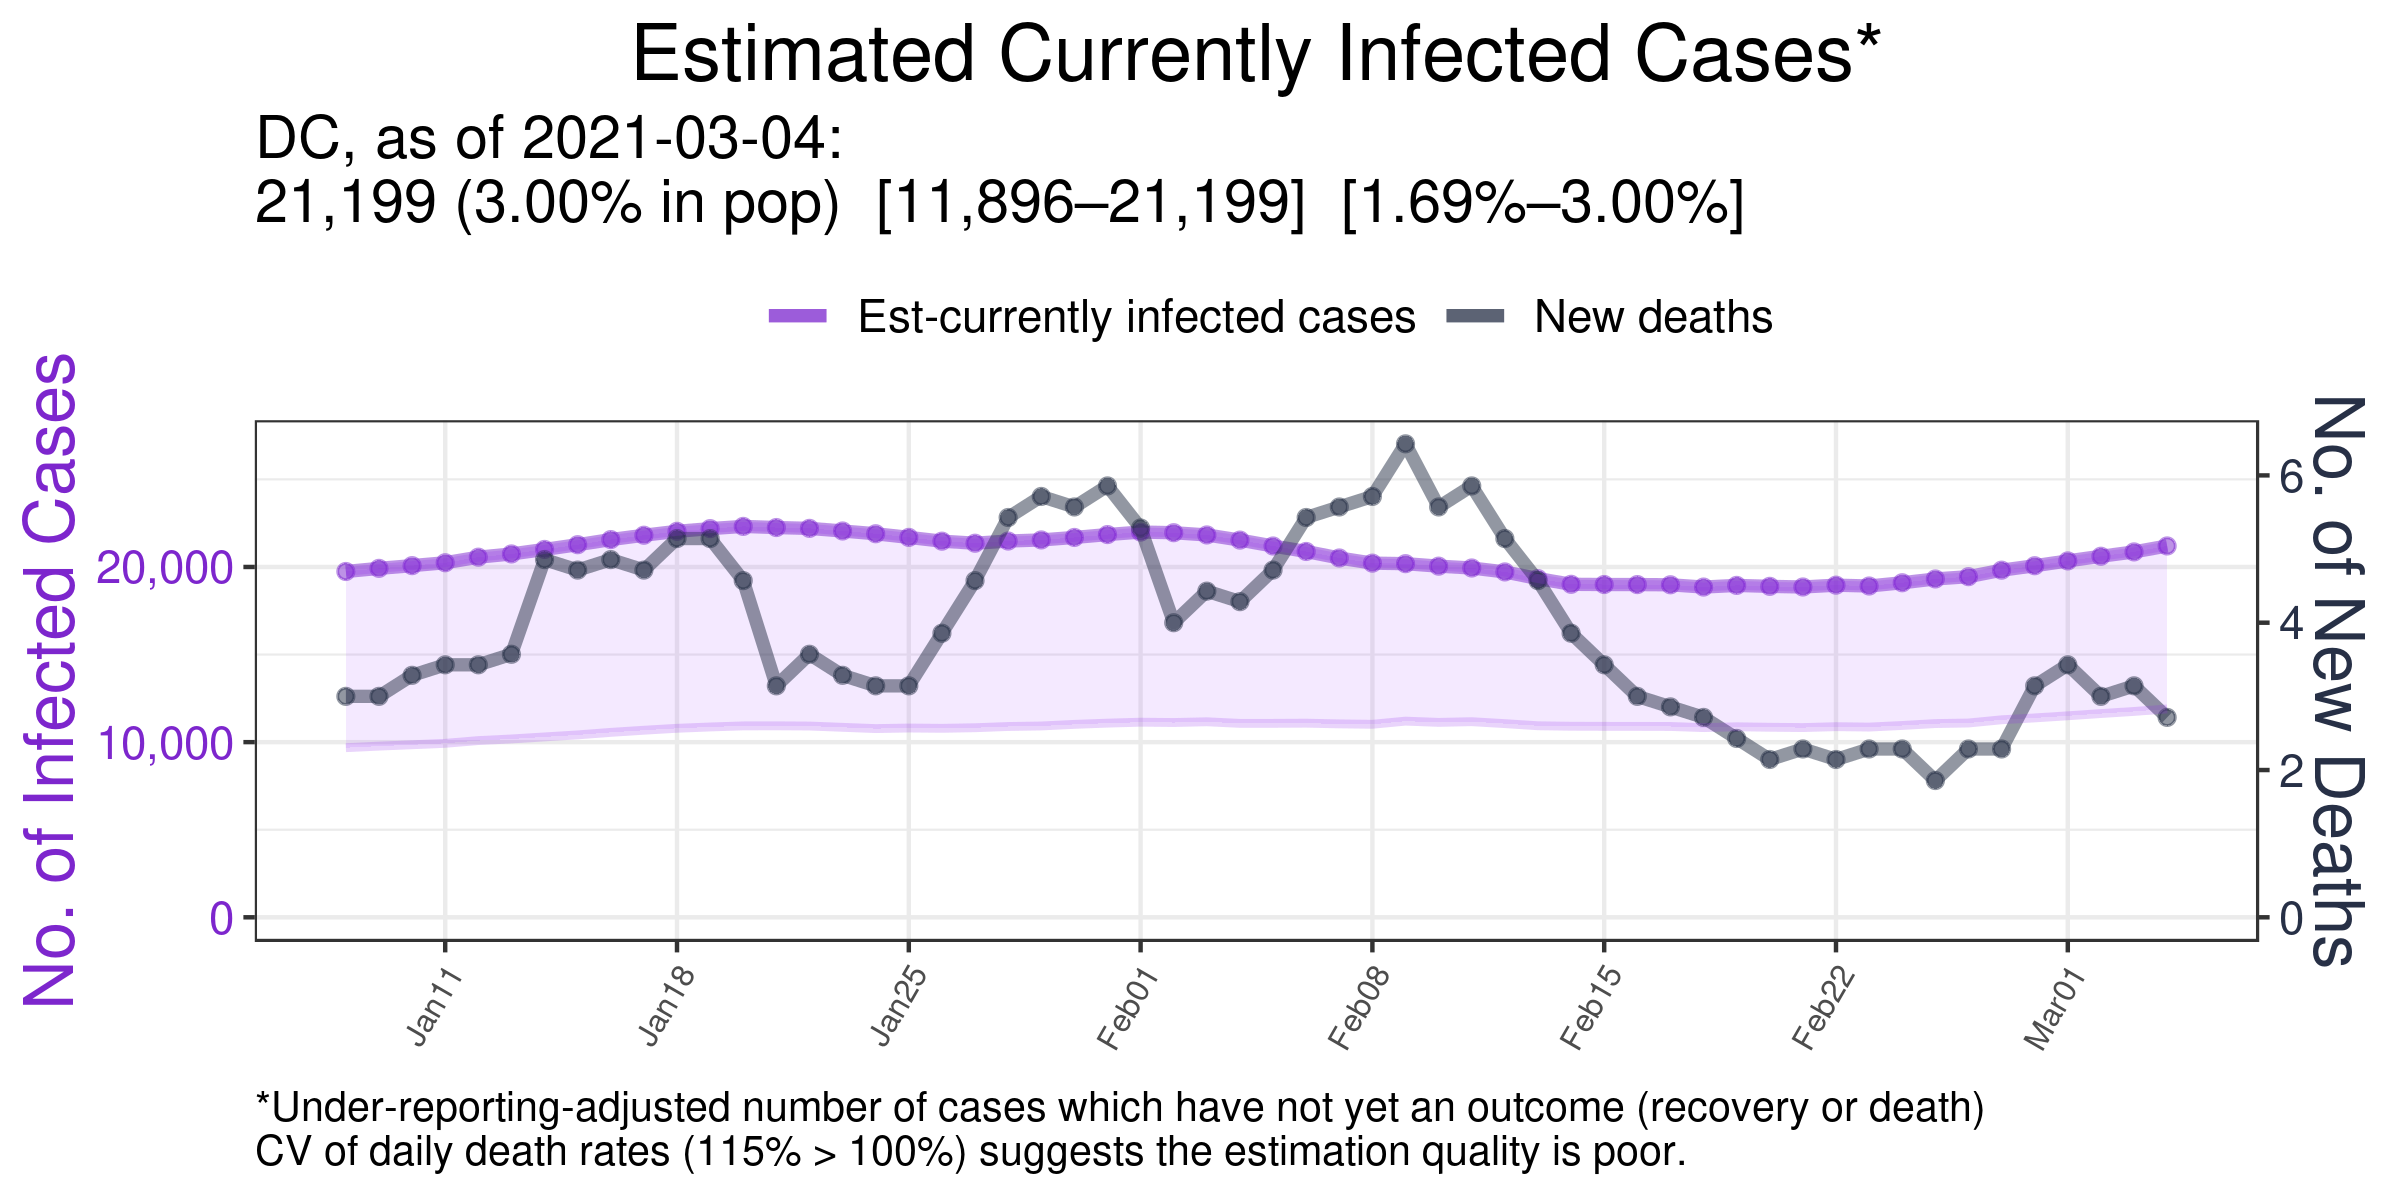 Estimated Currently Infected Cases*
DC, as of 2021-03-04:
21,199 (3.00% in pop)  [11,896–21,199]  [1.69%–3.00%]
Est-currently infected cases
New deaths
No. of Infected Cases
20,000
10,000
0
No. of New Deaths
6
4
2
0
Jan11
Jan18
Jan25
Feb01
Feb08
Feb15
Feb22
Mar01
*Under-reporting-adjusted number of cases which have not yet an outcome (recovery or death)
CV of daily death rates (115% > 100%) suggests the estimation quality is poor.